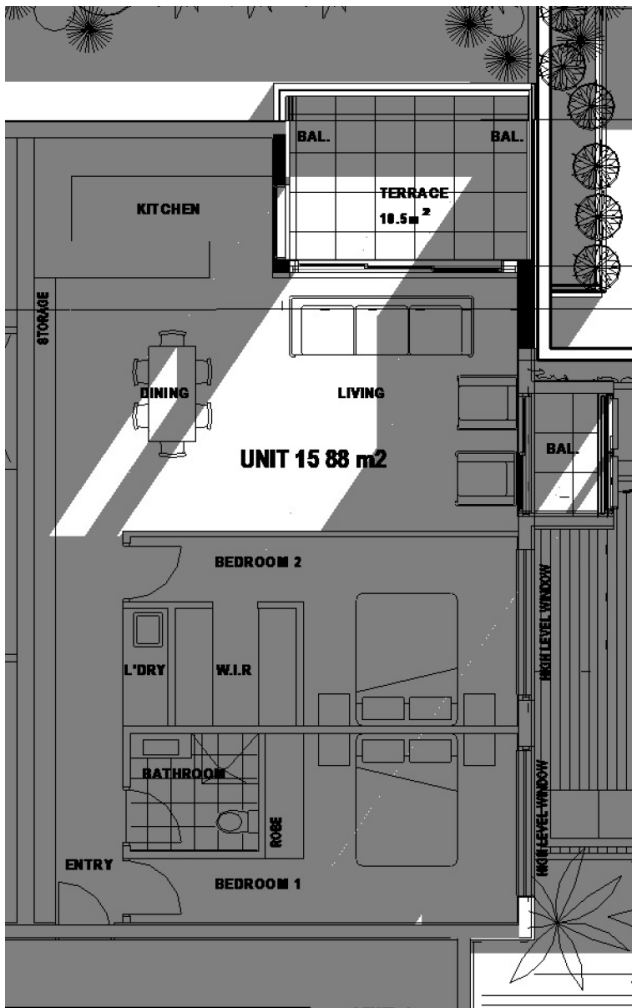 BAL. BAL.
TERRACE
18.5m²
KITCHEN
STORAGE
DINING
LIVING
UNIT 15 88 m2
BAL.
BEDROOM 2
HIGH LEVEL WINDOW
L'DRY
W.I.R
BATHROOM
ROBE
HIGH LEVEL WINDOW
ENTRY
BEDROOM 1